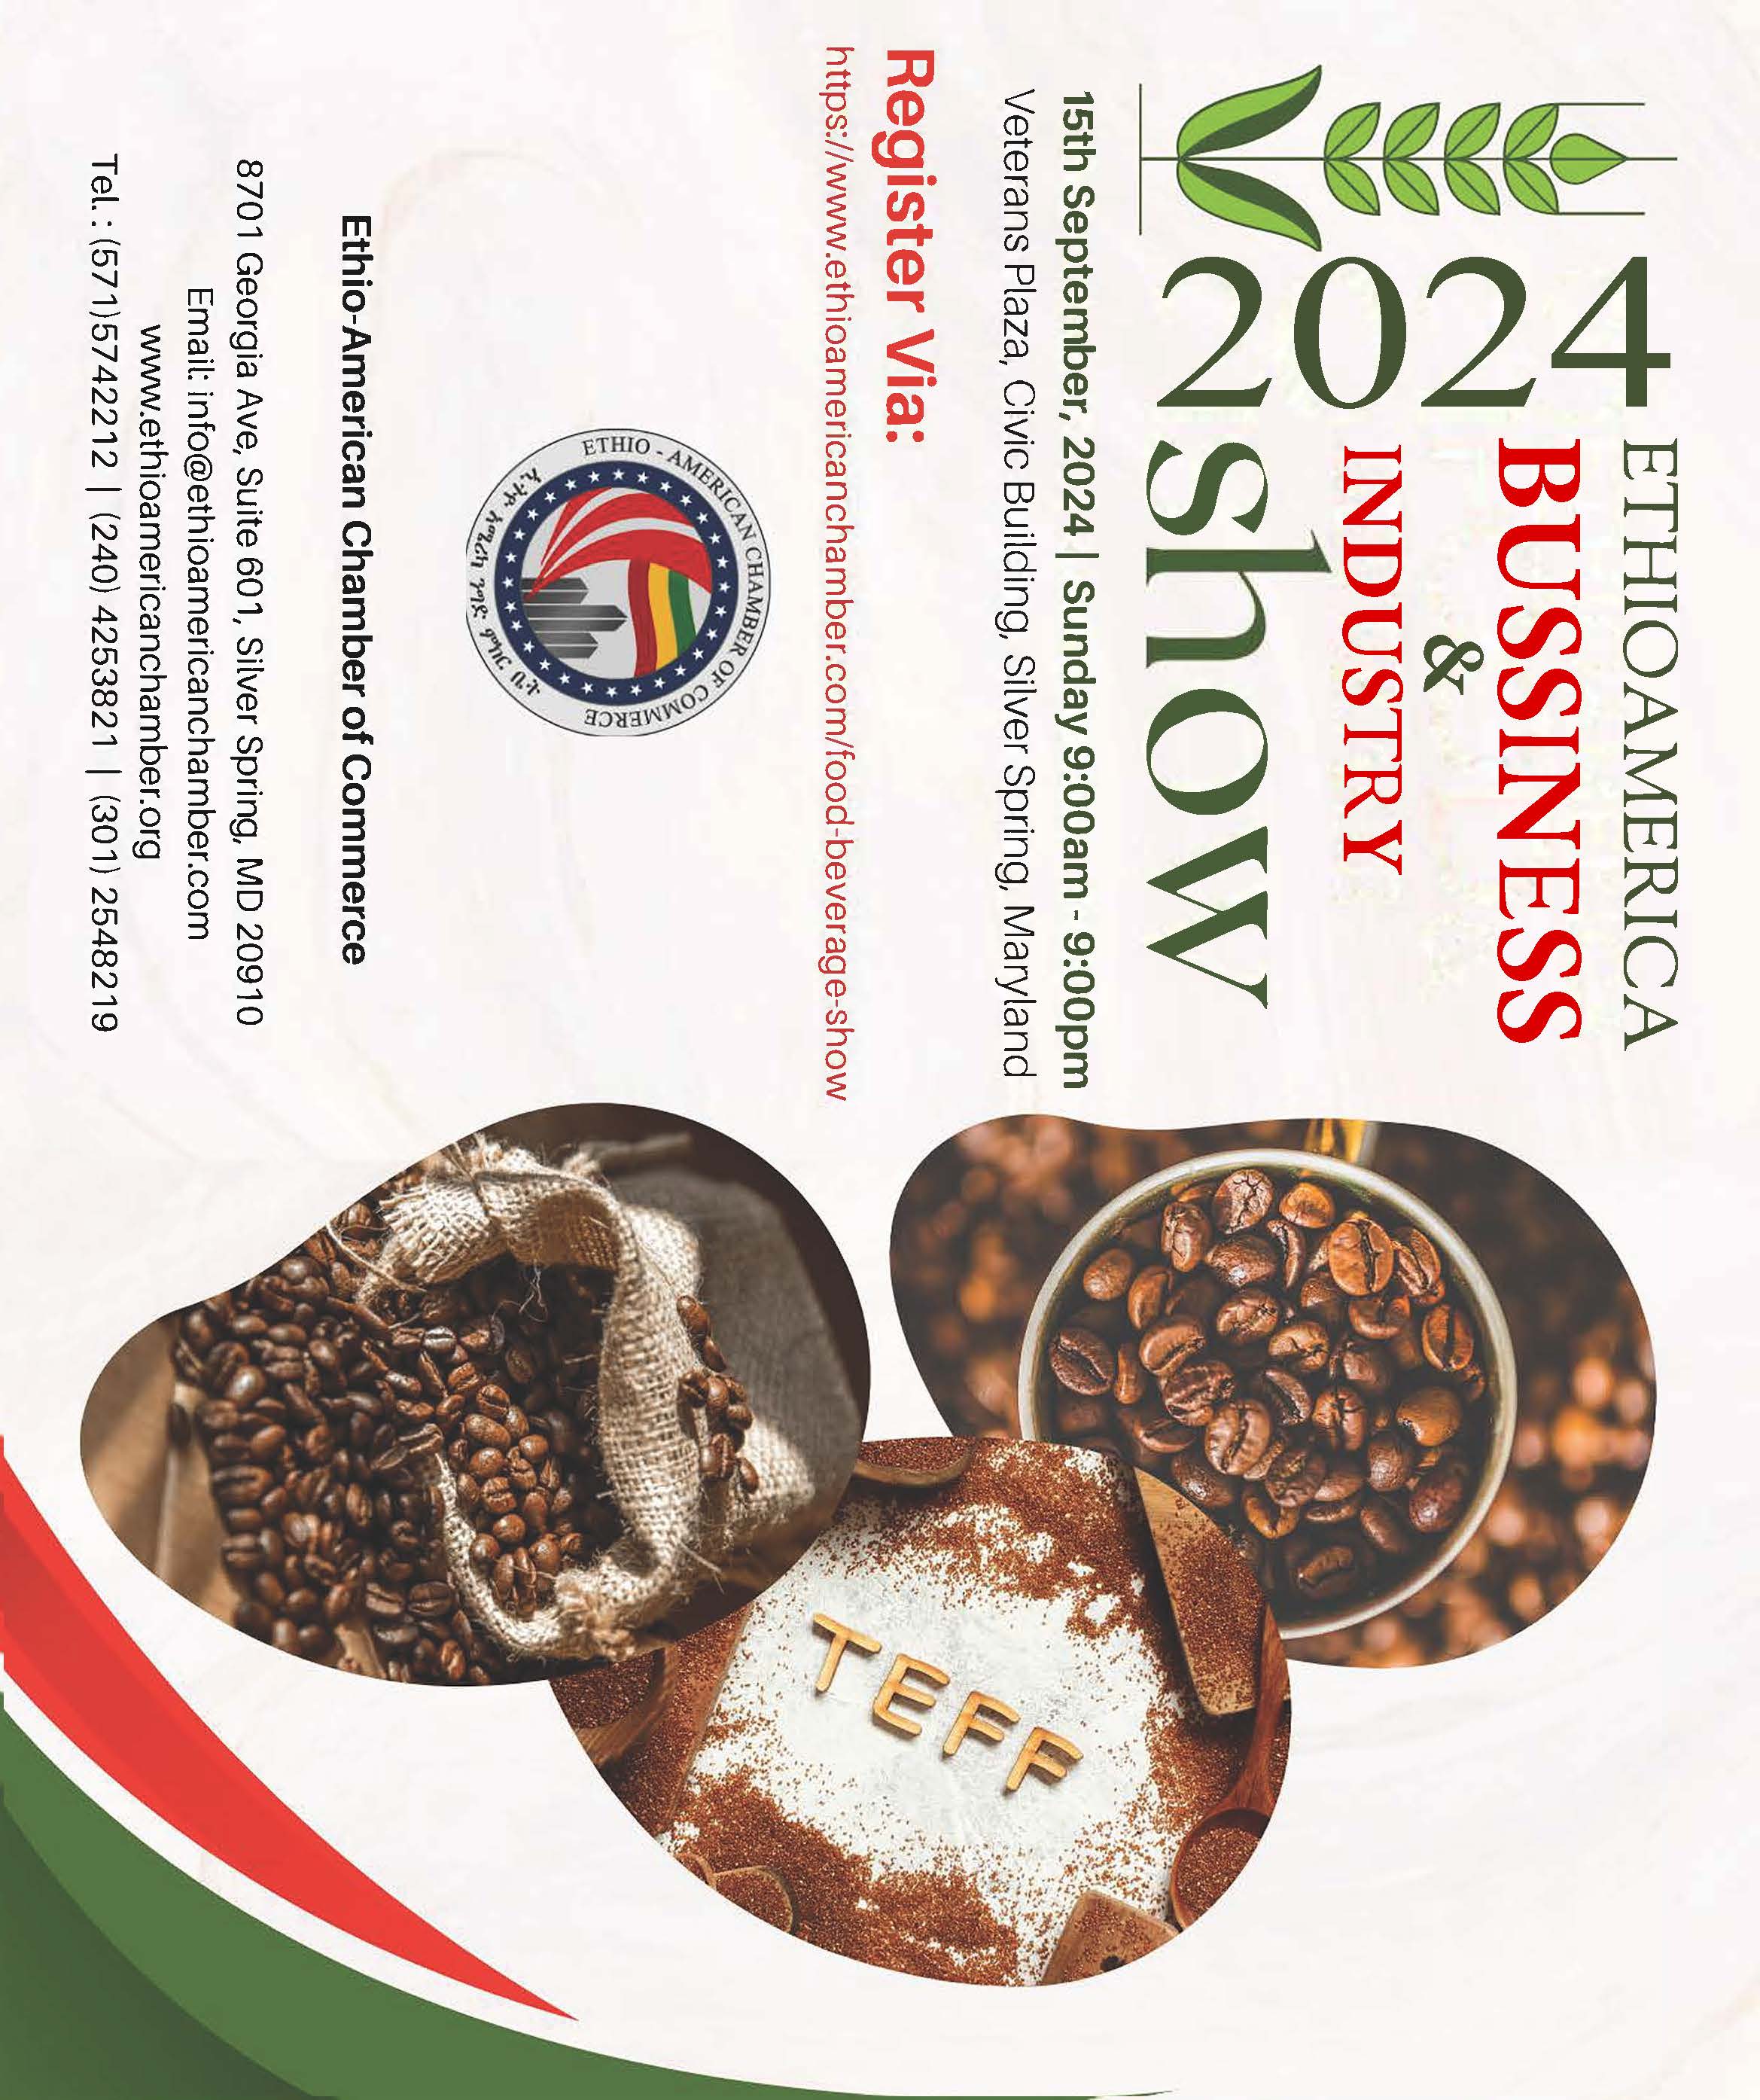 2024
ETHIOAMERICA
BUSSINESS
&
INDUSTRY
show
15th September, 2024 | Sunday 9:00am - 9:00pm
Veterans Plaza, Civic Building, Silver Spring, Maryland
Register Via:
https://www.ethioamericanchamber.com/food-beverage-show
TEFF
ETHIO - AMERICAN CHAMBER OF COMMERCE
ኢትዮ አሜሪካ ንግድ ምክር ቤት
Ethio-American Chamber of Commerce
8701 Georgia Ave, Suite 601, Silver Spring, MD 20910
Email: info@ethioamericanchamber.com
www.ethioamericanchamber.org
Tel. : (571)5742212 | (240) 4253821 | (301) 2548219